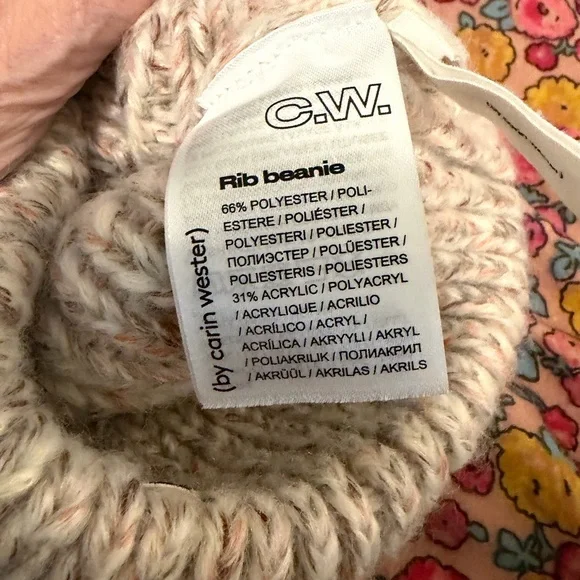 C.W.
Rib beanie
66% POLYESTER / POLI-
ESTERE / POLIÉSTER /
POLYESTERI / POLIESTER /
ПОЛИЭСТЕР / POLÜESTER /
POLIESTERIS / POLIESTERS
31% ACRYLIC / POLYACRYL
/ ACRYLIQUE / ACRILIO
/ ACRÍLICO / ACRYL /
ACRÍLICA / AKRYYLI / AKRYL
/ POLIAKRILIK / ПОЛИАКРИЛ
/ AKRÜÜL / AKRILAS / AKRILS
(by carin wester)